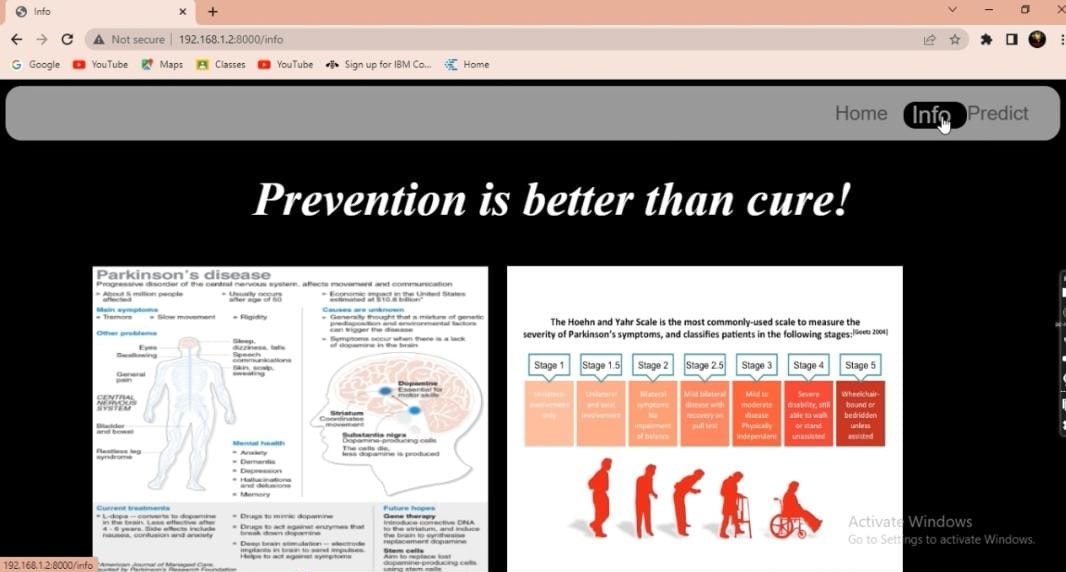 Info
Not secure
192.168.1.2:8000/info
Google
YouTube
Maps
Classes
YouTube
Sign up for IBM Co...
Home
Home
Info
Predict
Prevention is better than cure!
Parkinson's disease
Progressive disorder of the central nervous system, affects movement and communication
About 5 million people
affected
Usually occurs
after age of 50
Economic impact in the United States
estimated at $10.8 billion*
Main symptoms
Tremors
Slow movement
Rigidity
Causes are unknown
Generally thought that a mixture of genetic
predisposition and environmental factors
can trigger the disease
Symptoms occur when there is a lack
of dopamine in the brain
Other problems
Eyes
Swallowing
General
pain
CENTRAL
NERVOUS
SYSTEM
Bladder
and bowel
Restless leg
syndrome
Sleep,
dizziness, falls
Speech
communications
Skin, scalp,
sweating
Mental health
Anxiety
Dementia
Depression
Hallucinations
and delusions
Memory
Dopamine
Essential for
motor skills
Striatum
Coordinates
movement
Substantia nigra
Dopamine-producing cells
The cells die,
less dopamine is produced
Current treatments
L-dopa – converts to dopamine
in the brain. Less effective after
4 - 6 years. Side effects include
nausea, confusion and anxiety
Drugs to mimic dopamine
Drugs to act against enzymes that
break down dopamine
Deep brain stimulation – electrode
implants in brain to send impulses.
Helps to act against symptoms
Future hopes
Gene therapy
Introduce corrective DNA
to the striatum, and induce
the brain to synthesise
replacement dopamine
Stem cells
Aim to replace lost
dopamine-producing cells
using stem cells
*American Journal of Managed Care,
quoted by Parkinson's Research Foundation
The Hoehn and Yahr Scale is the most commonly-used scale to measure the
severity of Parkinson's symptoms, and classifies patients in the following stages:[Goetz 2004]
Stage 1
Stage 1.5
Stage 2
Stage 2.5
Stage 3
Stage 4
Stage 5
Unilateral
involvement
only
Unilateral
and axial
involvement
Bilateral
symptoms
No
impairment
of balance
Mild bilateral
disease with
recovery on
pull test
Mild to
moderate
disease
Physically
independent
Severe
disability, still
able to walk
or stand
unassisted
Wheelchair-
bound or
bedridden
unless
assisted
Activate Windows
Go to Settings to activate Windows.
192.168.1.2:8000/info